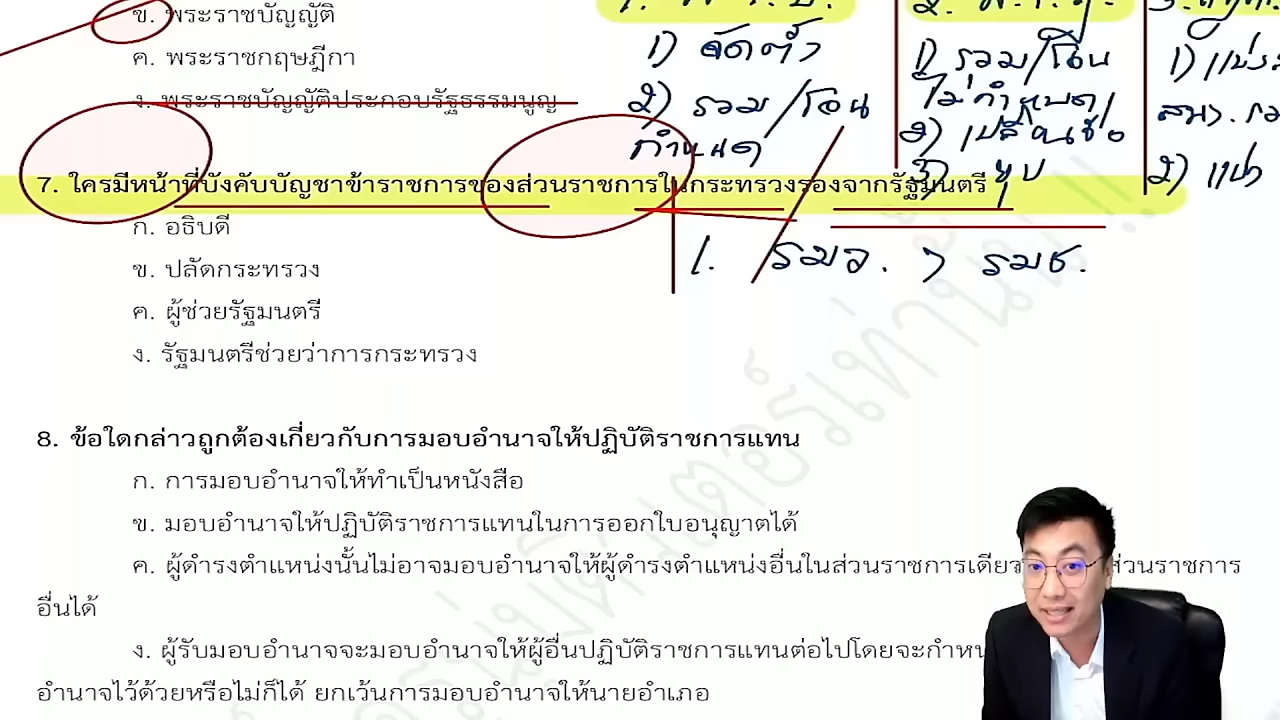 ข. พระราชบัญญัติ
ค. พระราชกฤษฎีกา
ง. พระราชบัญญัติประกอบรัฐธรรมนูญ
1) จัดตั้ง
2) รวม/โอน
กำหนด
1) รวม/โอน
ไม่กำหนด
2) เปลี่ยนชื่อ
3) ยุบ
1) แบ่ง
2) แบ่ง
7. ใครมีหน้าที่บังคับบัญชาข้าราชการของส่วนราชการในกระทรวงรองจากรัฐมนตรี
ก. อธิบดี
ข. ปลัดกระทรวง
ค. ผู้ช่วยรัฐมนตรี
ง. รัฐมนตรีช่วยว่าการกระทรวง
1. รมว. > รมช.
8. ข้อใดกล่าวถูกต้องเกี่ยวกับการมอบอำนาจให้ปฏิบัติราชการแทน
ก. การมอบอำนาจให้ทำเป็นหนังสือ
ข. มอบอำนาจให้ปฏิบัติราชการแทนในการออกใบอนุญาตได้
ค. ผู้ดำรงตำแหน่งนั้นไม่อาจมอบอำนาจให้ผู้ดำรงตำแหน่งอื่นในส่วนราชการเดียว ส่วนราชการ
อื่นได้
ง. ผู้รับมอบอำนาจจะมอบอำนาจให้ผู้อื่นปฏิบัติราชการแทนต่อไปโดยจะกำหน
อำนาจไว้ด้วยหรือไม่ก็ได้ ยกเว้นการมอบอำนาจให้นายอำเภอ